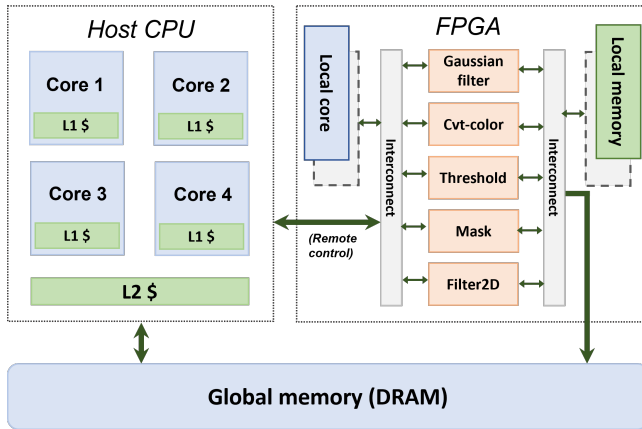 Host CPU
Core 1
L1 $
Core 2
L1 $
Core 3
L1 $
Core 4
L1 $
L2 $
FPGA
Local core
Interconnect
Gaussian
filter
Cvt-color
Threshold
Mask
Filter2D
Interconnect
Local memory
(Remote
control)
Global memory (DRAM)